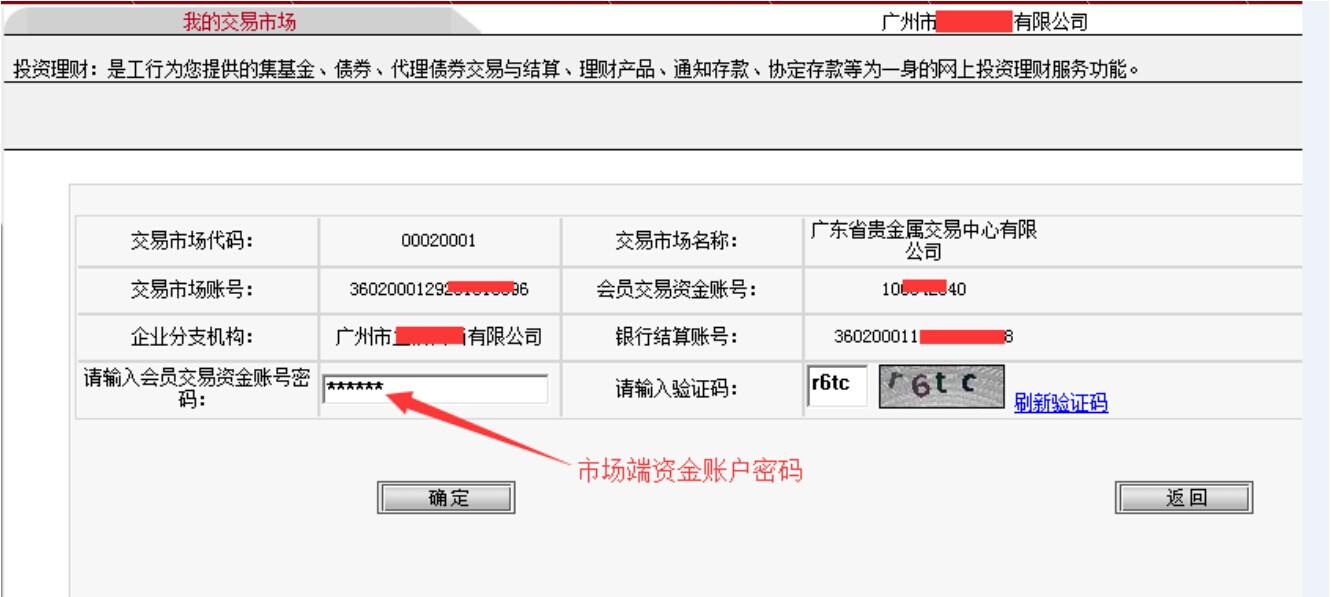 我的交易市场
广州市 有限公司
投资理财：是工行为您提供的集基金、债券、代理债券交易与结算、理财产品、通知存款、协定存款等为一身的网上投资理财服务功能。
交易市场代码： 00020001 交易市场名称： 广东省贵金属交易中心有限
公司
交易市场账号： 3602000129 96 会员交易资金账号： 10 40
企业分支机构： 广州市 有限公司 银行结算账号： 360200011 8
请输入会员交易资金账号密
码： ****** 请输入验证码： r6tc r6tc 刷新验证码
市场端资金账户密码
确定 返回